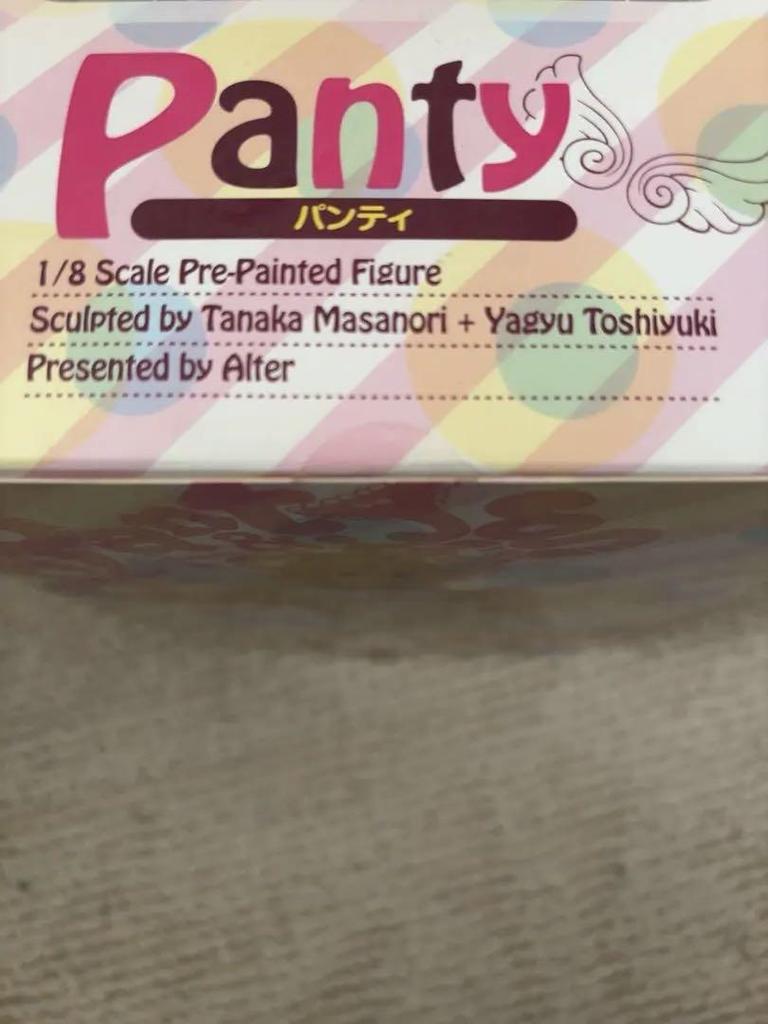 Panty
パンティ
1/8 Scale Pre-Painted Figure
Sculpted by Tanaka Masanori + Yagyu Toshiyuki
Presented by Alter